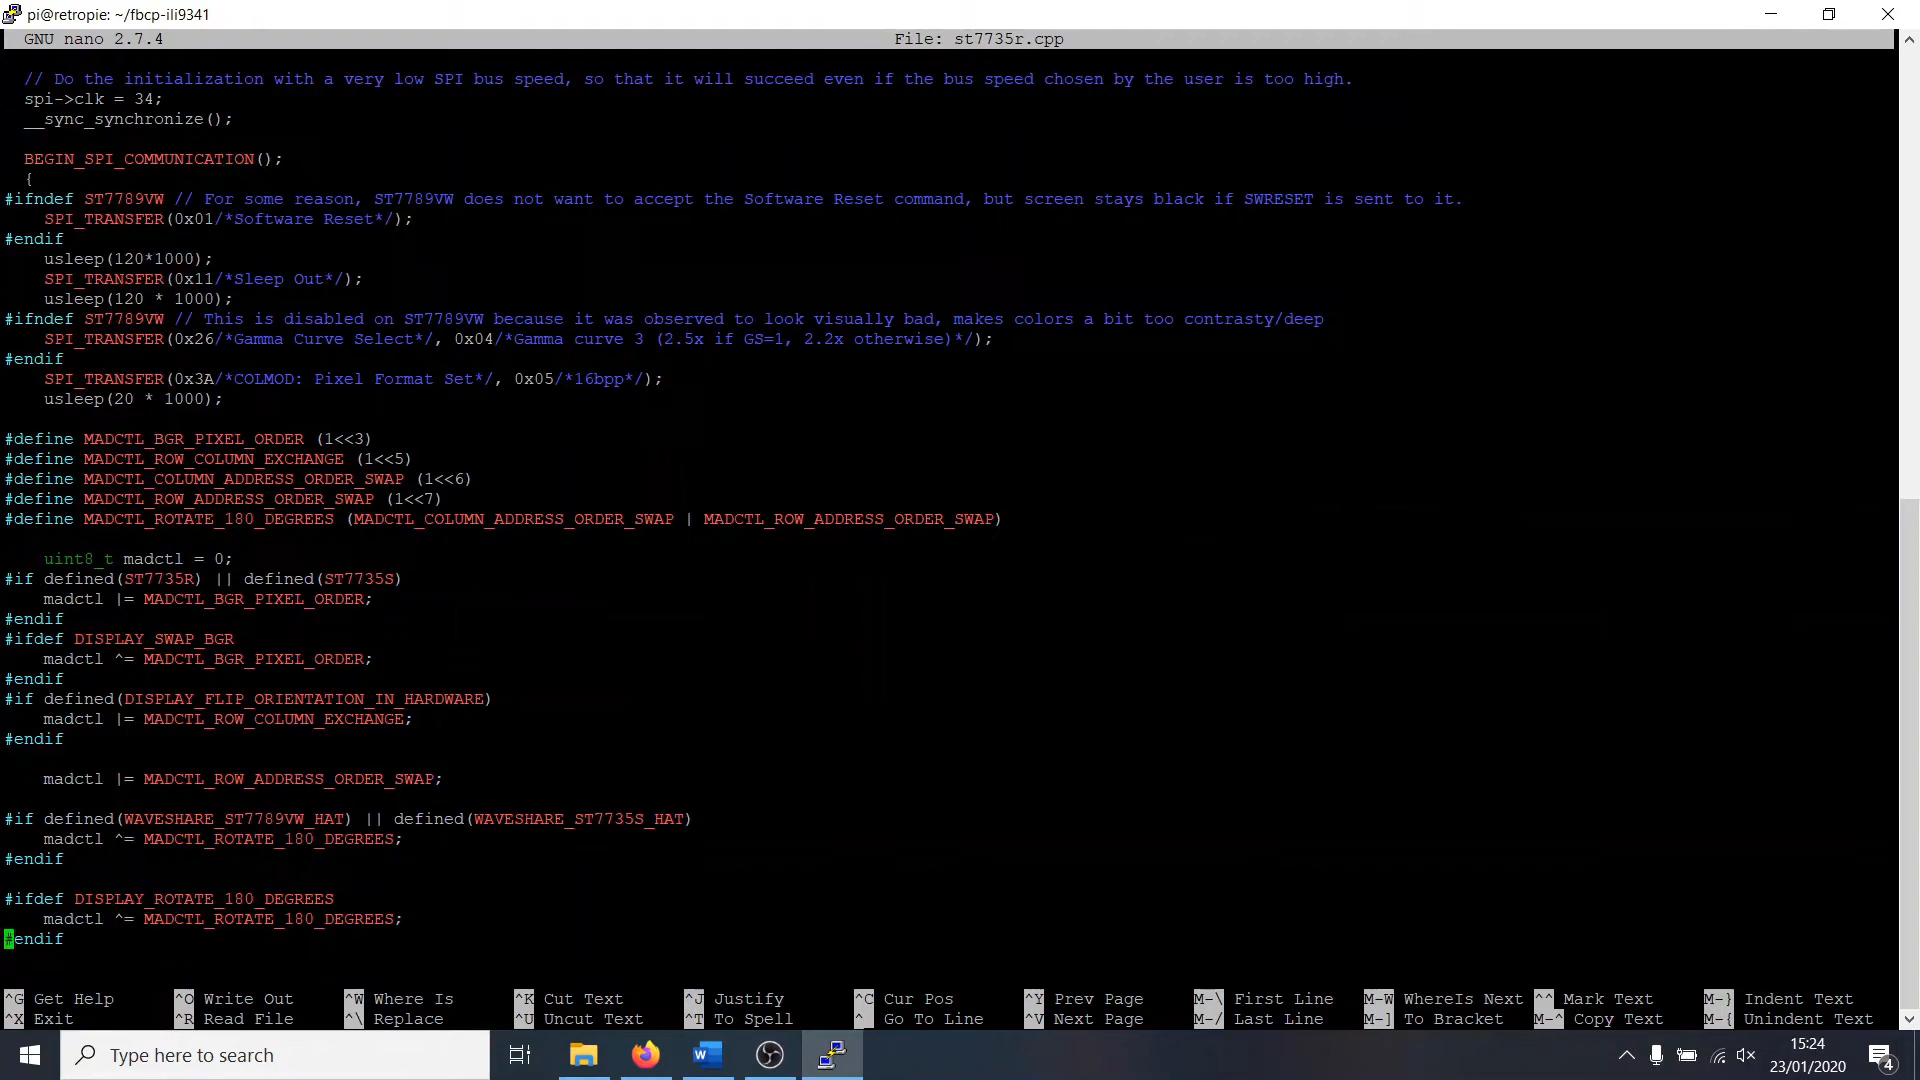 pi@retropie: ~/fbcp-ili9341
GNU nano 2.7.4 File: st7735r.cpp
// Do the initialization with a very low SPI bus speed, so that it will succeed even if the bus speed chosen by the user is too high.
spi->clk = 34;
__sync_synchronize();
BEGIN_SPI_COMMUNICATION();
{
#ifndef ST7789VW // For some reason, ST7789VW does not want to accept the Software Reset command, but screen stays black if SWRESET is sent to it.
SPI_TRANSFER(0x01/*Software Reset*/);
#endif
usleep(120*1000);
SPI_TRANSFER(0x11/*Sleep Out*/);
usleep(120 * 1000);
#ifndef ST7789VW // This is disabled on ST7789VW because it was observed to look visually bad, makes colors a bit too contrasty/deep
SPI_TRANSFER(0x26/*Gamma Curve Select*/, 0x04/*Gamma curve 3 (2.5x if GS=1, 2.2x otherwise)*/);
#endif
SPI_TRANSFER(0x3A/*COLMOD: Pixel Format Set*/, 0x05/*16bpp*/);
usleep(20 * 1000);
#define MADCTL_BGR_PIXEL_ORDER (1<<3)
#define MADCTL_ROW_COLUMN_EXCHANGE (1<<5)
#define MADCTL_COLUMN_ADDRESS_ORDER_SWAP (1<<6)
#define MADCTL_ROW_ADDRESS_ORDER_SWAP (1<<7)
#define MADCTL_ROTATE_180_DEGREES (MADCTL_COLUMN_ADDRESS_ORDER_SWAP | MADCTL_ROW_ADDRESS_ORDER_SWAP)
uint8_t madctl = 0;
#if defined(ST7735R) || defined(ST7735S)
madctl |= MADCTL_BGR_PIXEL_ORDER;
#endif
#ifdef DISPLAY_SWAP_BGR
madctl ^= MADCTL_BGR_PIXEL_ORDER;
#endif
#if defined(DISPLAY_FLIP_ORIENTATION_IN_HARDWARE)
madctl |= MADCTL_ROW_COLUMN_EXCHANGE;
#endif
madctl |= MADCTL_ROW_ADDRESS_ORDER_SWAP;
#if defined(WAVESHARE_ST7789VW_HAT) || defined(WAVESHARE_ST7735S_HAT)
madctl ^= MADCTL_ROTATE_180_DEGREES;
#endif
#ifdef DISPLAY_ROTATE_180_DEGREES
madctl ^= MADCTL_ROTATE_180_DEGREES;
#endif
^G Get Help ^O Write Out ^W Where Is ^K Cut Text ^J Justify ^C Cur Pos ^Y Prev Page M-\ First Line M-W WhereIs Next ^^ Mark Text M-} Indent Text
^X Exit ^R Read File ^\ Replace ^U Uncut Text ^T To Spell ^_ Go To Line ^V Next Page M-/ Last Line M-] To Bracket M-^ Copy Text M-{ Unindent Text
Type here to search
15:24
23/01/2020
4